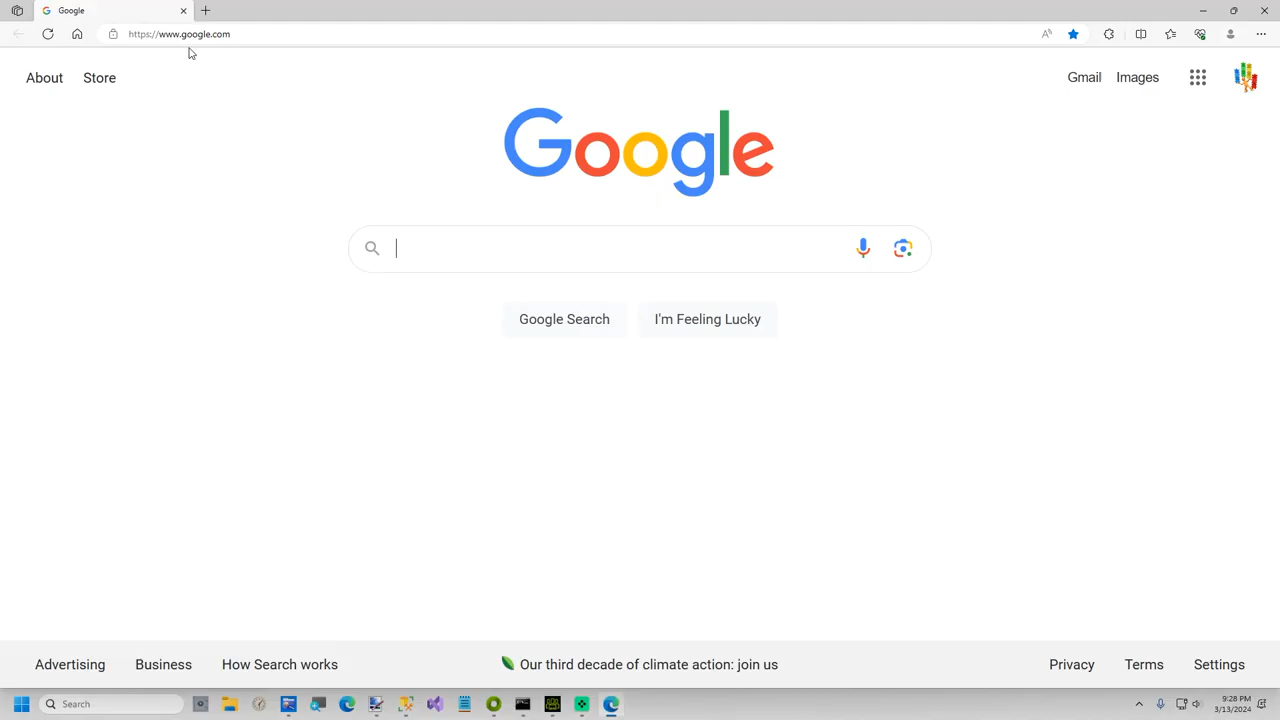 Google
https://www.google.com
About Store
Gmail Images
Google
Google Search I'm Feeling Lucky
Advertising Business How Search works
Our third decade of climate action: join us
Privacy Terms Settings
Search
9:28 PM
3/13/2024